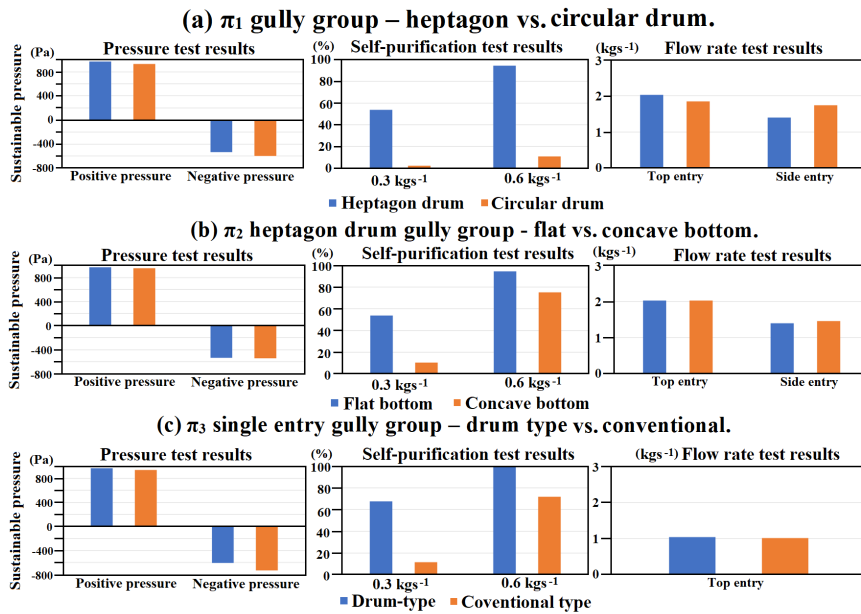 (a) π1 gully group – heptagon vs. circular drum.
(Pa) Pressure test results
(%) Self-purification test results
(kgs-1) Flow rate test results
Sustainable pressure
800
400
0
-400
-800
Positive pressure Negative pressure
100
80
60
40
20
0
0.3 kgs-1 0.6 kgs-1
3
2
1
0
Top entry Side entry
Heptagon drum Circular drum
(b) π2 heptagon drum gully group - flat vs. concave bottom.
(Pa) Pressure test results
(%) Self-purification test results
(kgs-1) Flow rate test results
Sustainable pressure
800
400
0
-400
-800
Positive pressure Negative pressure
100
80
60
40
20
0
0.3 kgs-1 0.6 kgs-1
3
2
1
0
Top entry Side entry
Flat bottom Concave bottom
(c) π3 single entry gully group – drum type vs. conventional.
(Pa) Pressure test results
(%) Self-purification test results
(kgs-1) Flow rate test results
Sustainable pressure
800
400
0
-400
-800
Positive pressure Negative pressure
100
80
60
40
20
0
0.3 kgs-1 0.6 kgs-1
3
2
1
0
Top entry
Drum-type Coventional type